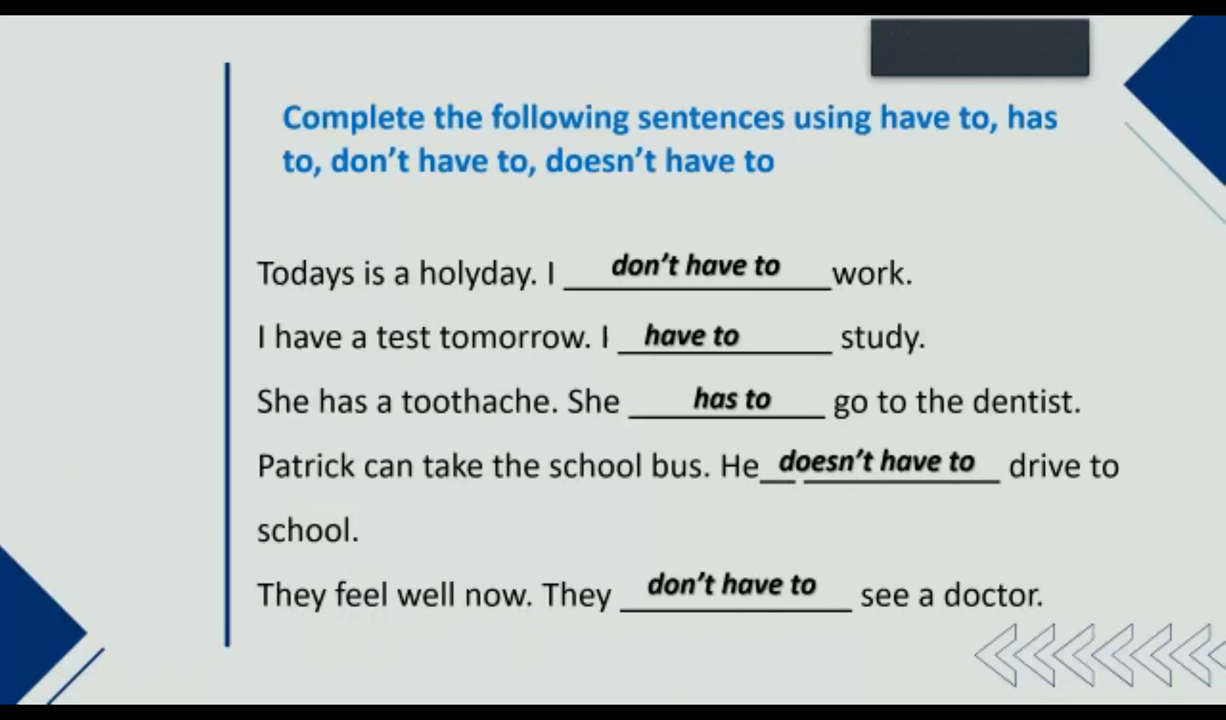 Complete the following sentences using have to, has
to, don’t have to, doesn’t have to
Todays is a holyday. I don’t have to work.
I have a test tomorrow. I have to study.
She has a toothache. She has to go to the dentist.
Patrick can take the school bus. He doesn’t have to drive to
school.
They feel well now. They don’t have to see a doctor.